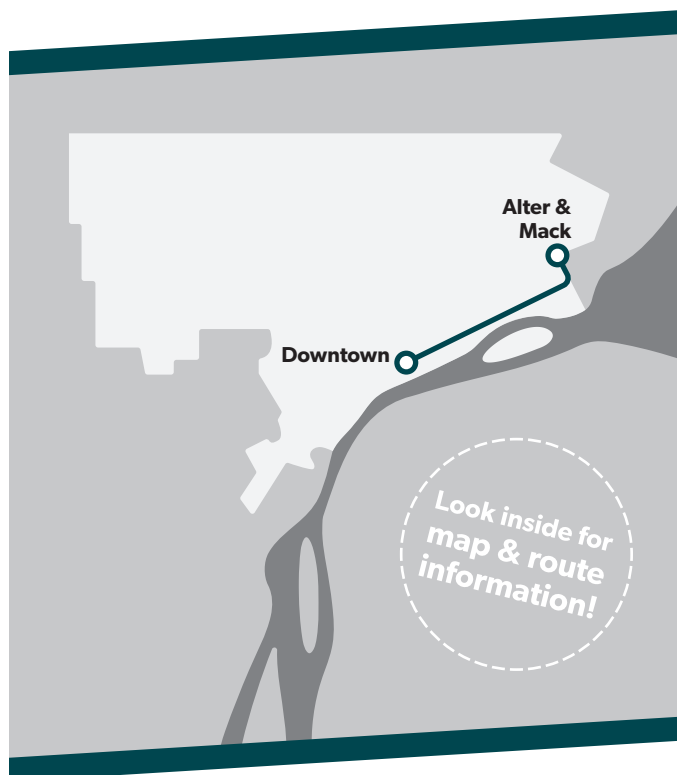 Alter &
Mack
Downtown
Look inside for
map & route
information!